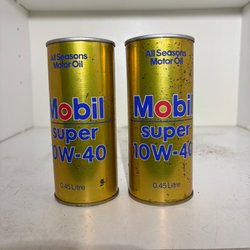 All Seasons
Motor Oil
Mobil
super
10W-40
0.45 Litre
All Seasons
Motor Oil
Mobil
super
10W-40
0.45 Litre